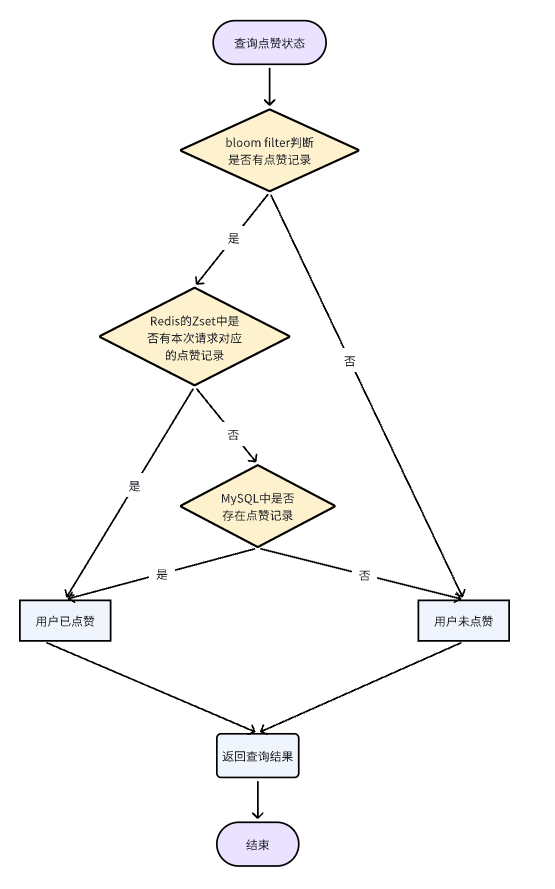 查询点赞状态
bloom filter判断
是否有点赞记录
是
Redis的Zset中是
否有本次请求对应
的点赞记录
否
否
MySQL中是否
存在点赞记录
是
是
否
用户已点赞
用户未点赞
返回查询结果
结束